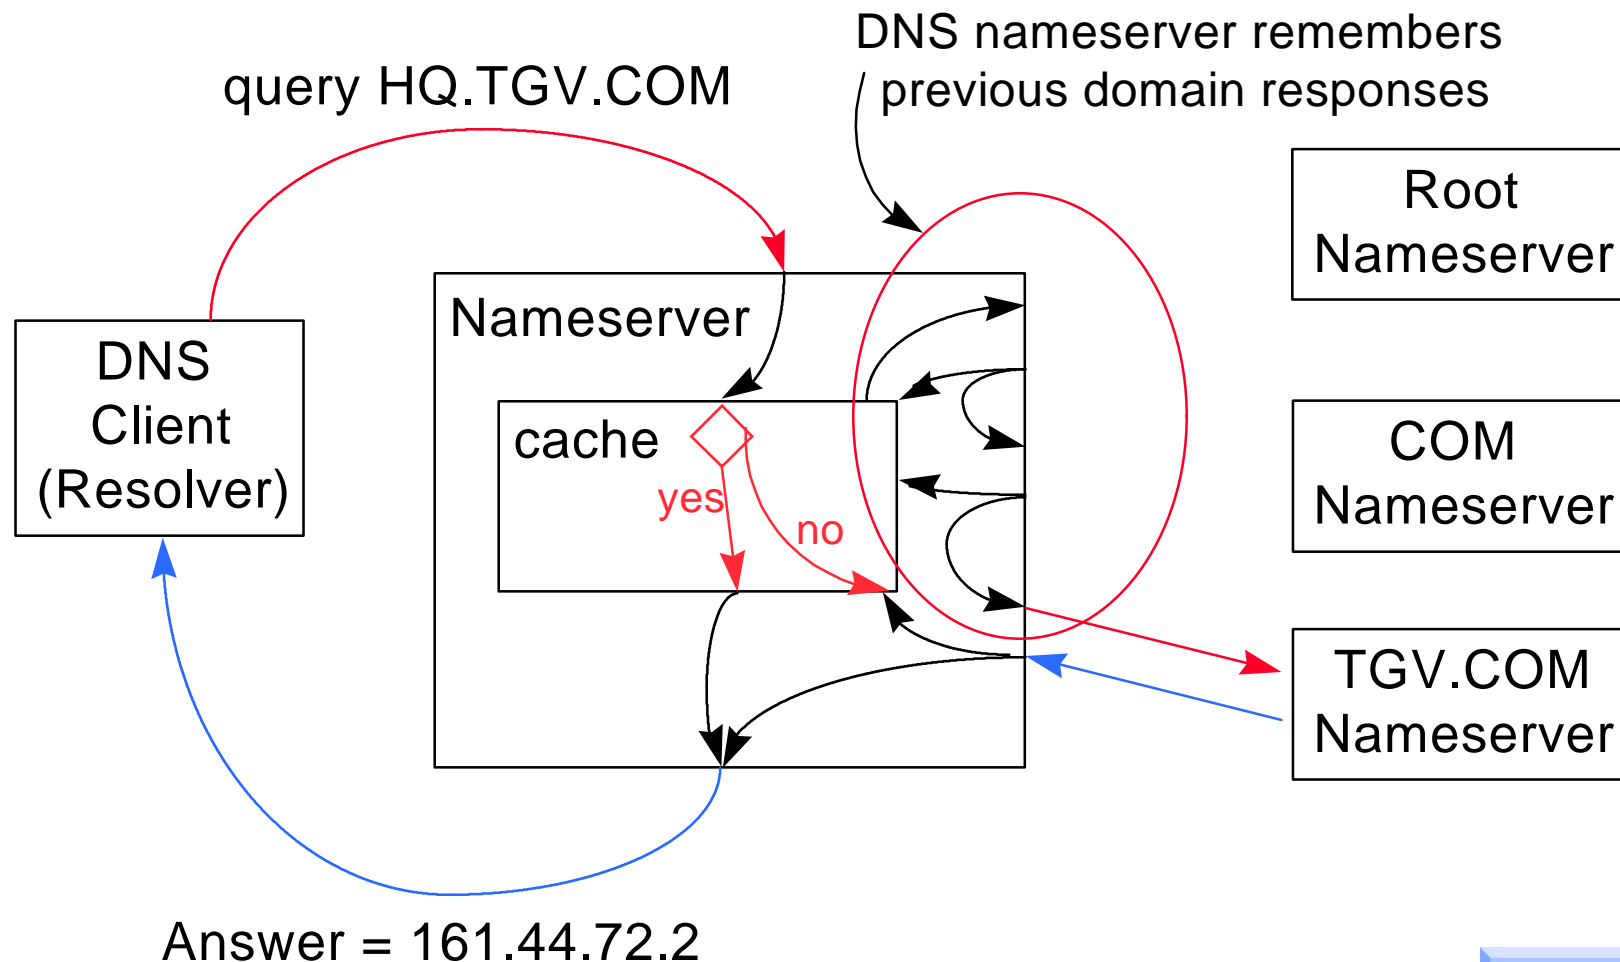 DNS nameserver remembers
previous domain responses
query HQ.TGV.COM
Root
Nameserver
Nameserver
DNS
Client
(Resolver)
cache
yes
no
COM
Nameserver
TGV.COM
Nameserver
Answer = 161.44.72.2